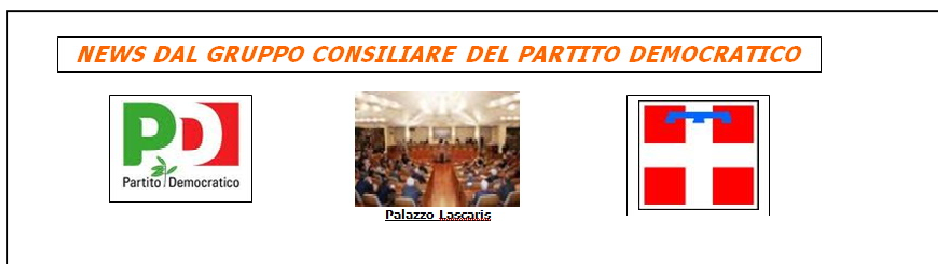 NEWS DAL GRUPPO CONSILIARE DEL PARTITO DEMOCRATICO
PD
Partito Democratico
Palazzo Lascaris